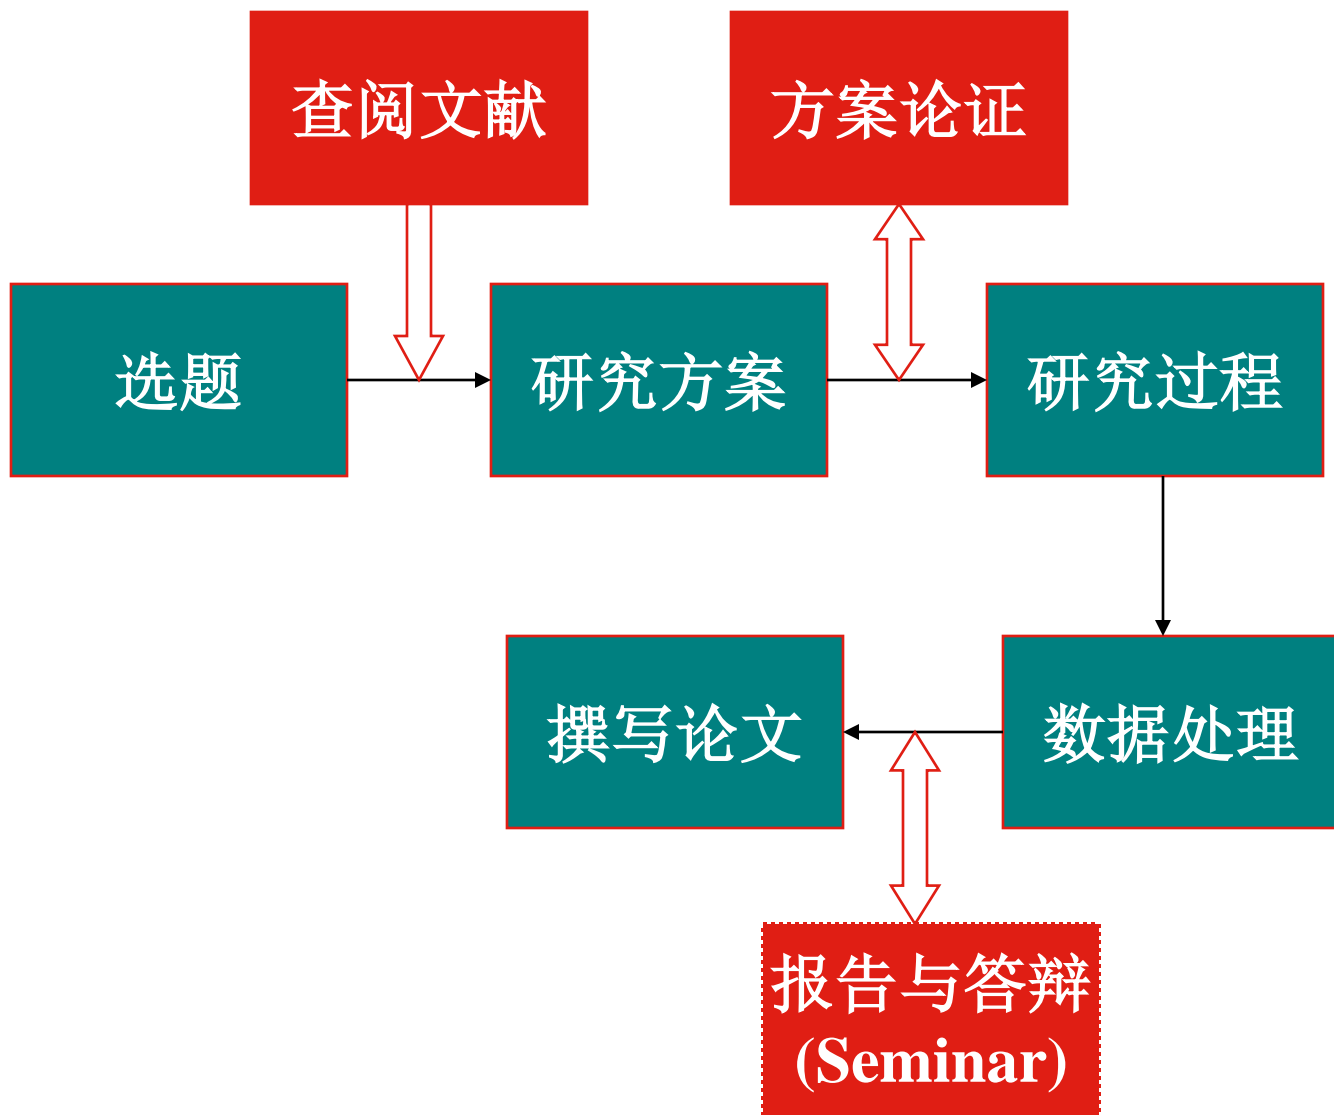 查阅文献
方案论证
选题
研究方案
研究过程
撰写论文
数据处理
报告与答辩
(Seminar)